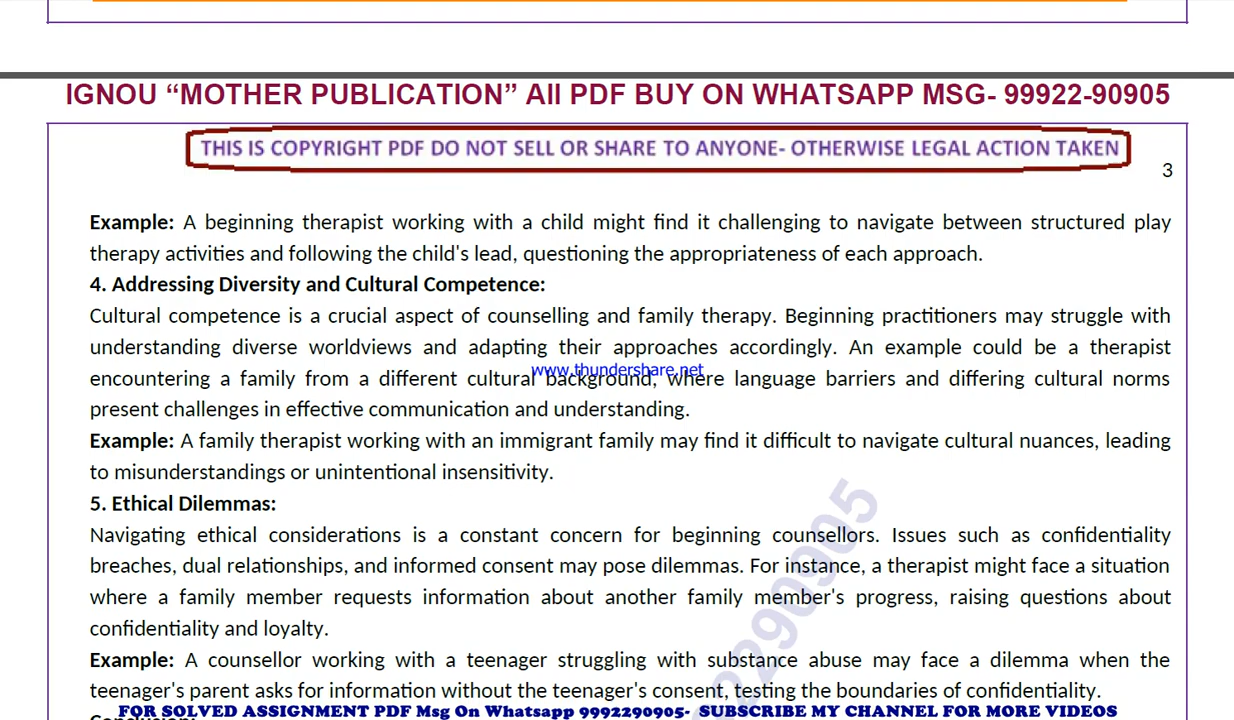 IGNOU “MOTHER PUBLICATION” All PDF BUY ON WHATSAPP MSG- 99922-90905
THIS IS COPYRIGHT PDF DO NOT SELL OR SHARE TO ANYONE- OTHERWISE LEGAL ACTION TAKEN
3
Example: A beginning therapist working with a child might find it challenging to navigate between structured play
therapy activities and following the child's lead, questioning the appropriateness of each approach.
4. Addressing Diversity and Cultural Competence:
Cultural competence is a crucial aspect of counselling and family therapy. Beginning practitioners may struggle with
understanding diverse worldviews and adapting their approaches accordingly. An example could be a therapist
www.thundershare.net
encountering a family from a different cultural background, where language barriers and differing cultural norms
present challenges in effective communication and understanding.
Example: A family therapist working with an immigrant family may find it difficult to navigate cultural nuances, leading
to misunderstandings or unintentional insensitivity.
5. Ethical Dilemmas:
Navigating ethical considerations is a constant concern for beginning counsellors. Issues such as confidentiality
breaches, dual relationships, and informed consent may pose dilemmas. For instance, a therapist might face a situation
where a family member requests information about another family member's progress, raising questions about
confidentiality and loyalty.
Example: A counsellor working with a teenager struggling with substance abuse may face a dilemma when the
teenager's parent asks for information without the teenager's consent, testing the boundaries of confidentiality.
FOR SOLVED ASSIGNMENT PDF Msg On Whatsapp 9992290905- SUBSCRIBE MY CHANNEL FOR MORE VIDEOS
Conclusion: